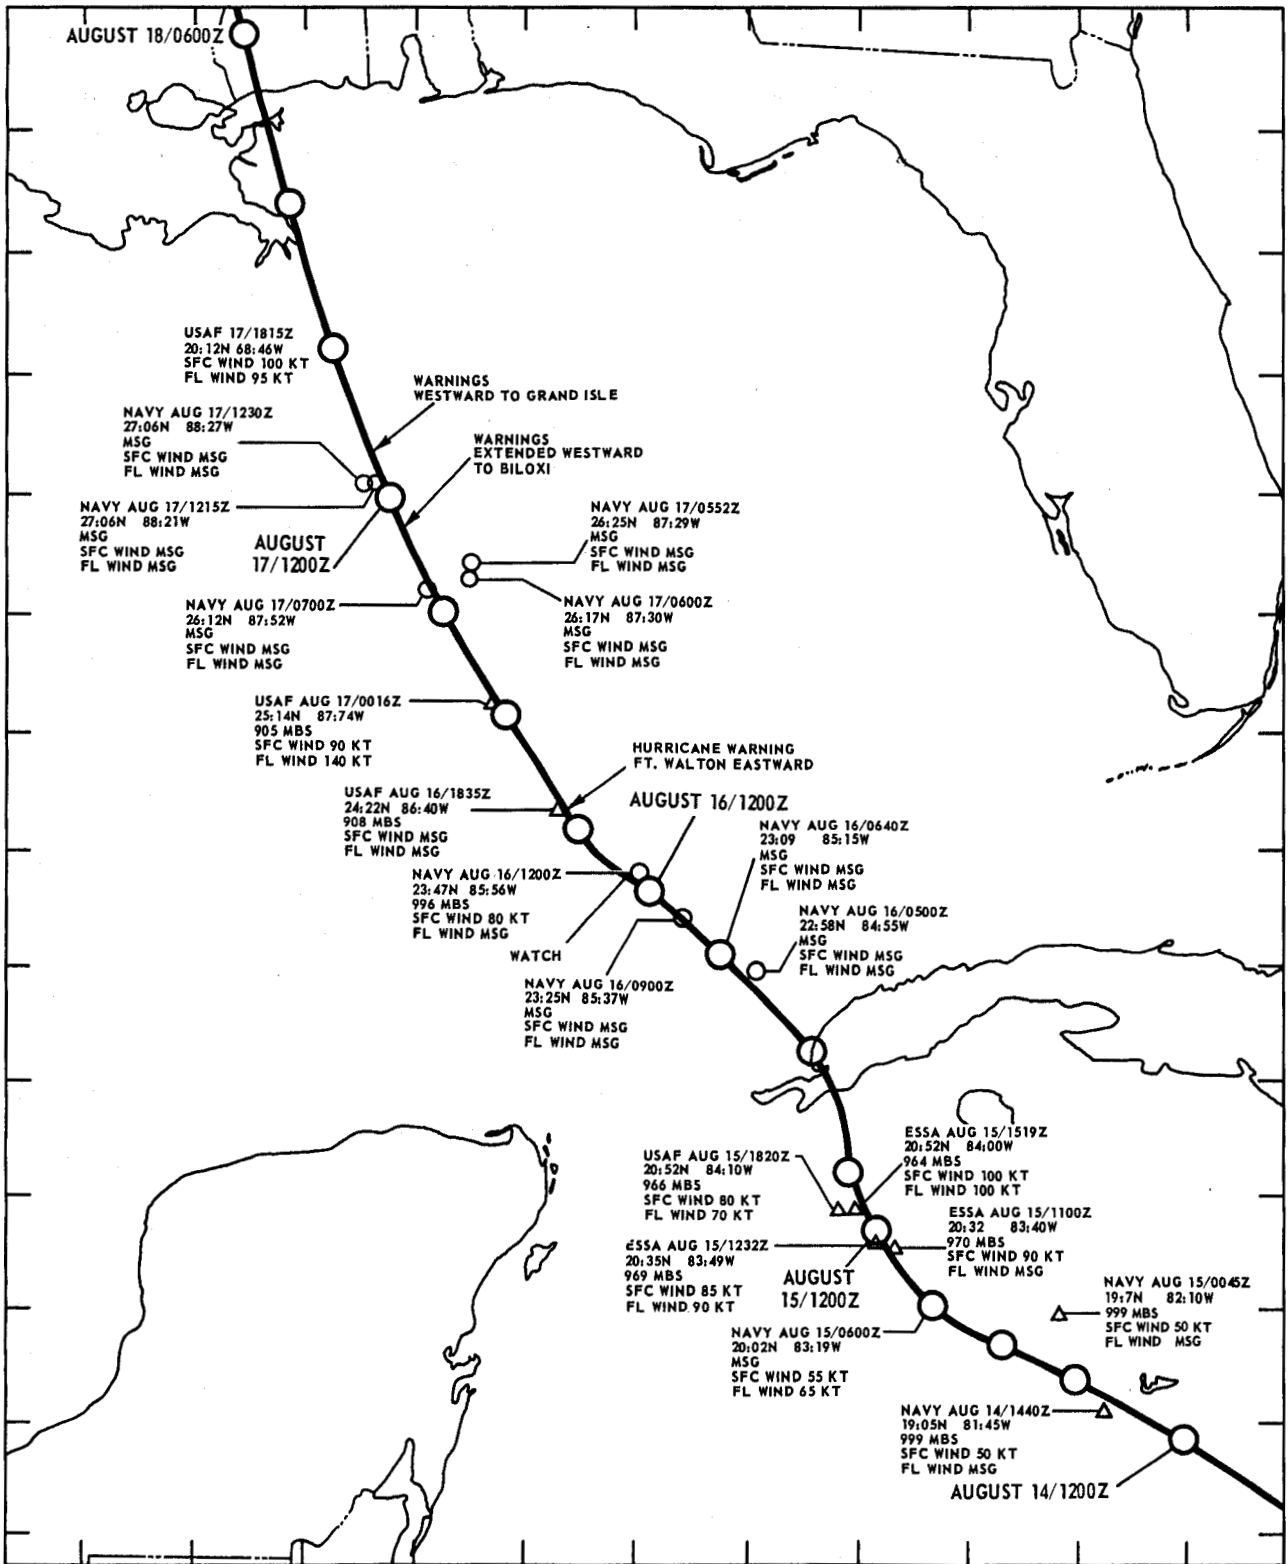 AUGUST 18/0600Z
USAF 17/1815Z
20:12N 68:46W
SFC WIND 100 KT
FL WIND 95 KT
WARNINGS
WESTWARD TO GRAND ISLE
NAVY AUG 17/1230Z
27:06N 88:27W
MSG
SFC WIND MSG
FL WIND MSG
WARNINGS
EXTENDED WESTWARD
TO BILOXI
NAVY AUG 17/1215Z
27:06N 88:21W
MSG
SFC WIND MSG
FL WIND MSG
AUGUST
17/1200Z
NAVY AUG 17/0552Z
26:25N 87:29W
MSG
SFC WIND MSG
FL WIND MSG
NAVY AUG 17/0700Z
26:12N 87:52W
MSG
SFC WIND MSG
FL WIND MSG
NAVY AUG 17/0600Z
26:17N 87:30W
MSG
SFC WIND MSG
FL WIND MSG
USAF AUG 17/0016Z
25:14N 87:74W
905 MBS
SFC WIND 90 KT
FL WIND 140 KT
HURRICANE WARNING
FT. WALTON EASTWARD
USAF AUG 16/1835Z
24:22N 86:40W
908 MBS
SFC WIND MSG
FL WIND MSG
AUGUST 16/1200Z
NAVY AUG 16/0640Z
23:09 85:15W
MSG
SFC WIND MSG
FL WIND MSG
NAVY AUG 16/1200Z
23:47N 85:56W
996 MBS
SFC WIND 80 KT
FL WIND MSG
WATCH
NAVY AUG 16/0500Z
22:58N 84:55W
MSG
SFC WIND MSG
FL WIND MSG
NAVY AUG 16/0900Z
23:25N 85:37W
MSG
SFC WIND MSG
FL WIND MSG
ESSA AUG 15/1519Z
20:52N 84:00W
964 MBS
SFC WIND 100 KT
FL WIND 100 KT
USAF AUG 15/1820Z
20:52N 84:10W
966 MBS
SFC WIND 80 KT
FL WIND 70 KT
ESSA AUG 15/1100Z
20:32 83:40W
970 MBS
SFC WIND 90 KT
FL WIND MSG
ESSA AUG 15/1232Z
20:35N 83:49W
969 MBS
SFC WIND 85 KT
FL WIND 90 KT
AUGUST
15/1200Z
NAVY AUG 15/0045Z
19:7N 82:10W
999 MBS
SFC WIND 50 KT
FL WIND MSG
NAVY AUG 15/0600Z
20:02N 83:19W
MSG
SFC WIND 55 KT
FL WIND 65 KT
NAVY AUG 14/1440Z
19:05N 81:45W
999 MBS
SFC WIND 50 KT
FL WIND MSG
AUGUST 14/1200Z